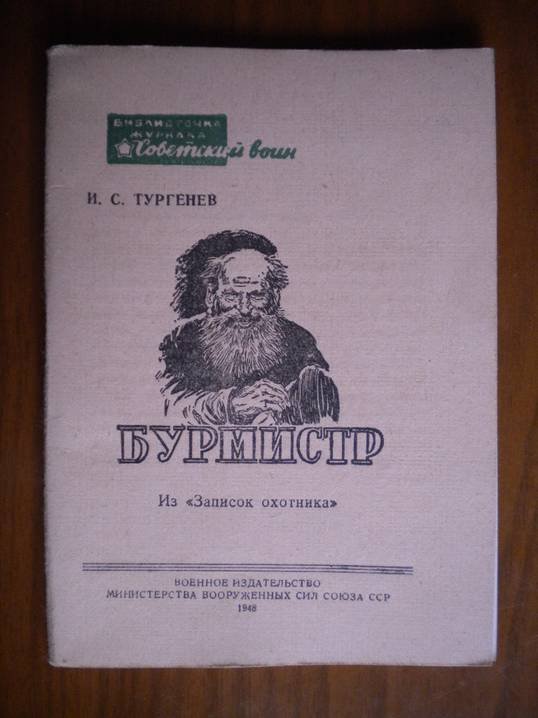 БИБЛИОТЕЧКА
ЖУРНАЛА
Советский воин
И. С. ТУРГЕНЕВ
БУРМИСТР
Из «Записок охотника»
ВОЕННОЕ ИЗДАТЕЛЬСТВО
МИНИСТЕРСТВА ВООРУЖЕННЫХ СИЛ СОЮЗА ССР
1948